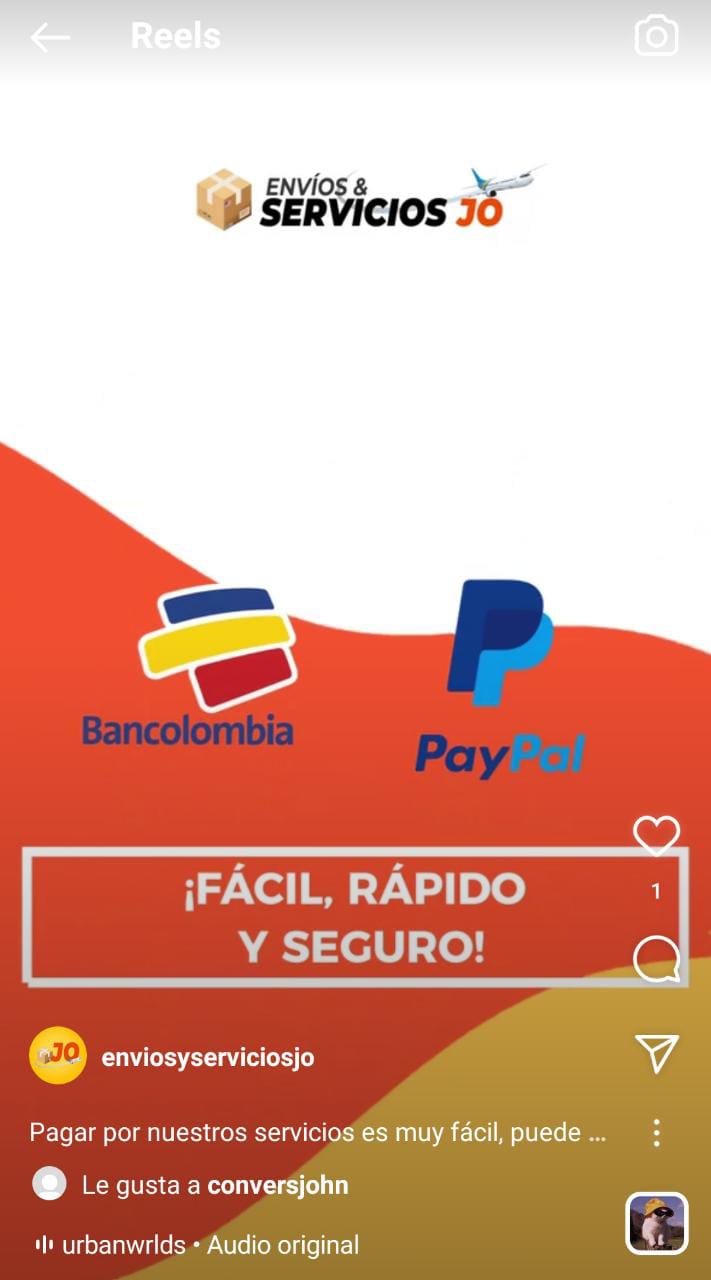 Reels
ENVÍOS &
SERVICIOS JO
Bancolombia
PayPal
¡FÁCIL, RÁPIDO
Y SEGURO!
1
JO
enviosyserviciosjo
Pagar por nuestros servicios es muy fácil, puede ...
Le gusta a conversjohn
urbanwrlds • Audio original